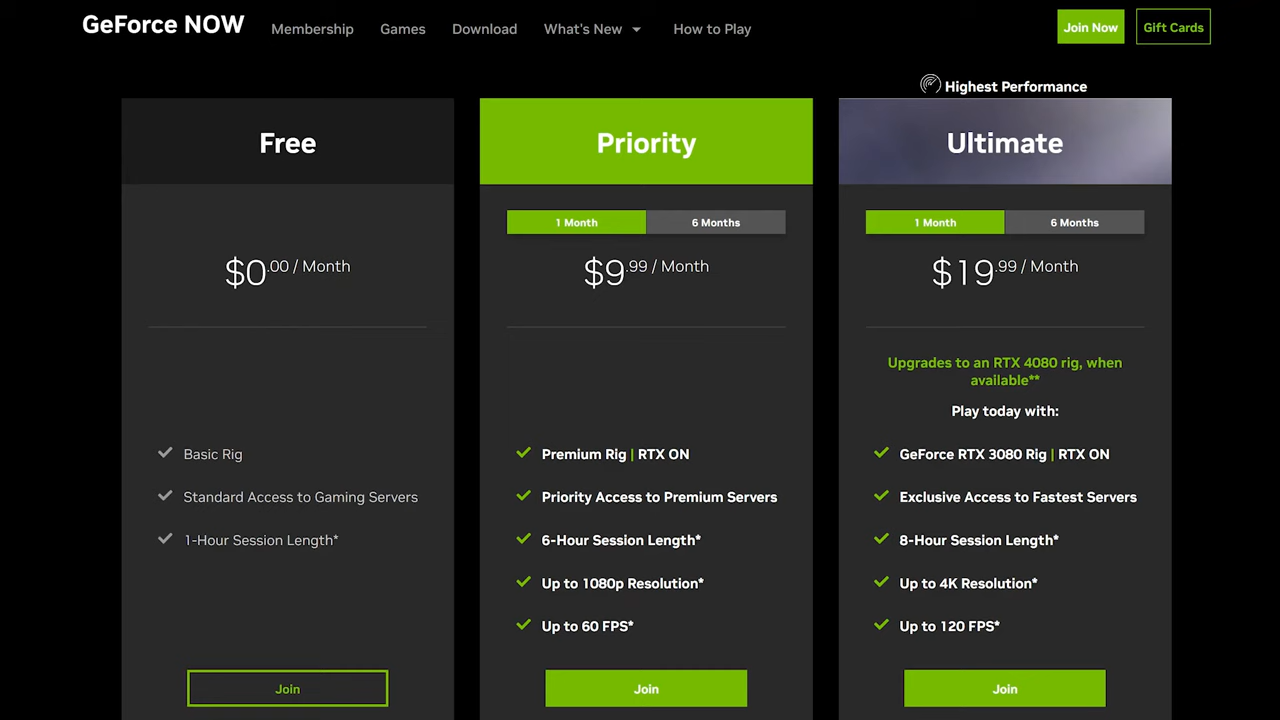 GeForce NOW
Membership
Games
Download
What's New
How to Play
Join Now
Gift Cards
Free
$0.00 / Month
Basic Rig
Standard Access to Gaming Servers
1-Hour Session Length*
Join
Priority
1 Month
6 Months
$9.99 / Month
Premium Rig | RTX ON
Priority Access to Premium Servers
6-Hour Session Length*
Up to 1080p Resolution*
Up to 60 FPS*
Join
Highest Performance
Ultimate
1 Month
6 Months
$19.99 / Month
Upgrades to an RTX 4080 rig, when
available**
Play today with:
GeForce RTX 3080 Rig | RTX ON
Exclusive Access to Fastest Servers
8-Hour Session Length*
Up to 4K Resolution*
Up to 120 FPS*
Join